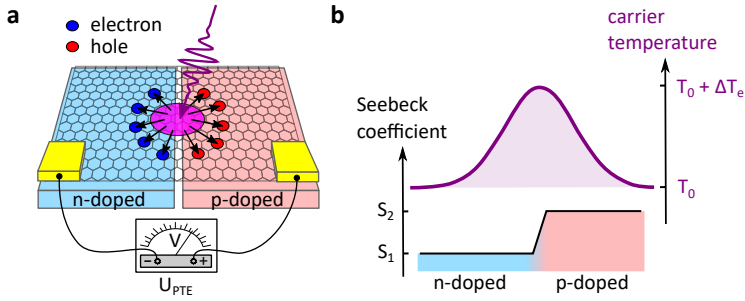 a
electron
hole
n-doped
p-doped
V
− +
U_PTE
b
carrier
temperature
T₀ + ΔTₑ
Seebeck
coefficient
T₀
S₂
S₁
n-doped
p-doped